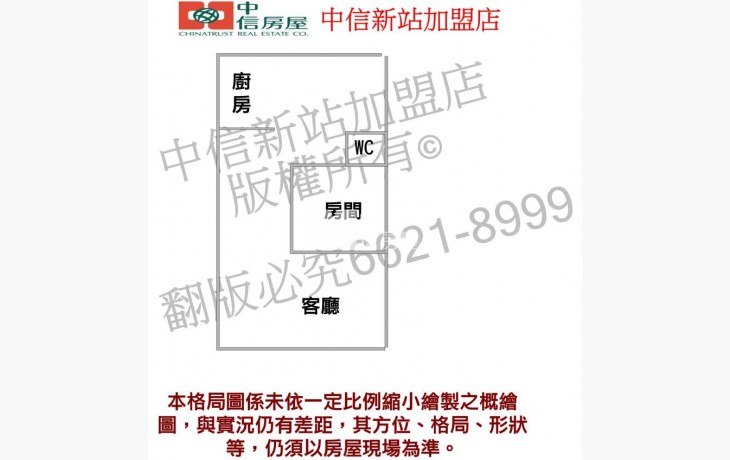 中信房屋
CHINATRUST REAL ESTATE CO.
中信新站加盟店
廚房
WC
房間
客廳
中信新站加盟店
版權所有©
翻版必究6621-8999
本格局圖係未依一定比例縮小繪製之概繪
圖，與實況仍有差距，其方位、格局、形狀
等，仍須以房屋現場為準。